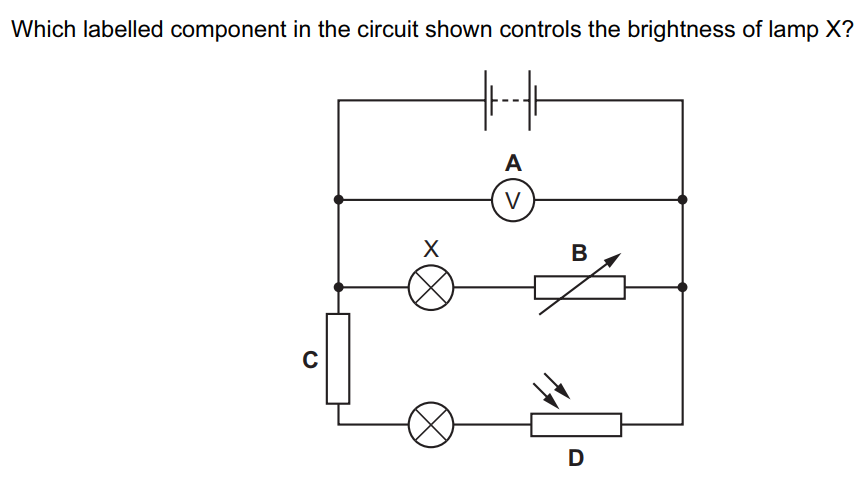 Which labelled component in the circuit shown controls the brightness of lamp X?
A
V
X
B
C
D